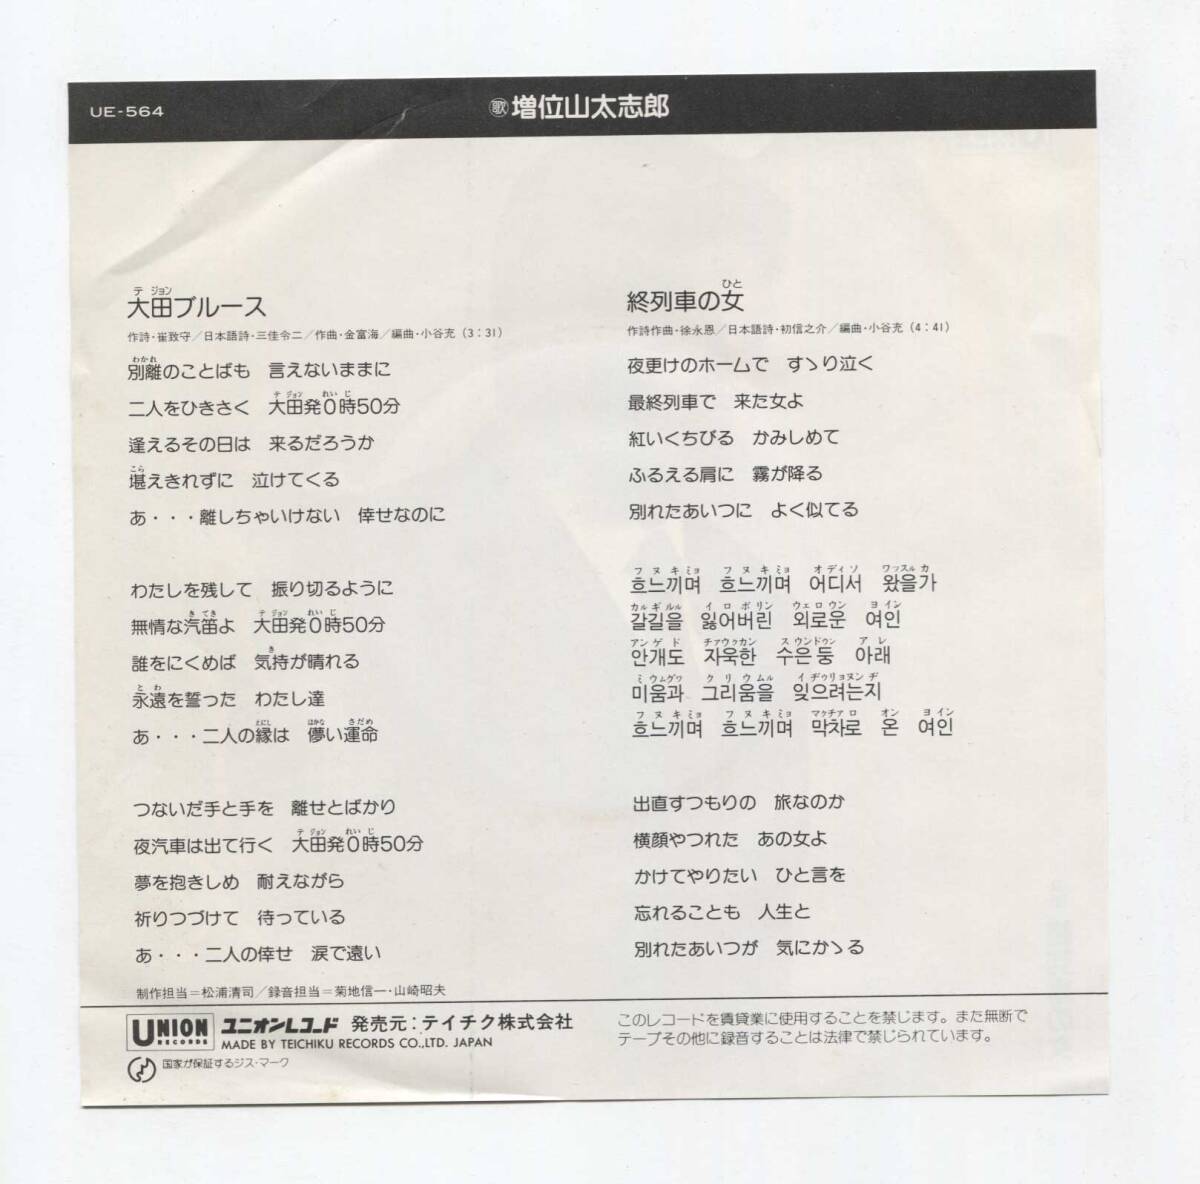 UE-564
歌 増位山太志郎
テジョン
大田ブルース
作詩・崔致守/日本語詩・三佳令二/作曲・金富海/編曲・小谷充(3:31)
わかれ
別離のことばも 言えないままに
テジョン れいじ
二人をひきさく 大田発0時50分
逢えるその日は 来るだろうか
こら
堪えきれずに 泣けてくる
あ・・・離しちゃいけない 倖せなのに
わたしを残して 振り切るように
きてき テジョン れいじ
無情な汽笛よ 大田発0時50分
き
誰をにくめば 気持が晴れる
とわ
永遠を誓った わたし達
えにし はかな さだめ
あ・・・二人の縁は 儚い運命
つないだ手と手を 離せとばかり
テジョン れいじ
夜汽車は出て行く 大田発0時50分
夢を抱きしめ 耐えながら
祈りつづけて 待っている
あ・・・二人の倖せ 涙で遠い
制作担当=松浦清司/録音担当=菊地信一・山崎昭夫
ひと
終列車の女
作詩作曲・徐永恩/日本語詩・初信之介/編曲・小谷充(4:41)
夜更けのホームで すゝり泣く
最終列車で 来た女よ
紅いくちびる かみしめて
ふるえる肩に 霧が降る
別れたあいつに よく似てる
フヌキミョ フヌキミョ オディソ ワッスルカ
흐느끼며 흐느끼며 어디서 왔을가
カルギルル イロボリン ウェロウン ヨイン
갈길을 잃어버린 외로운 여인
アンゲド チァウゥカン スウンドゥン アレ
안개도 자욱한 수은둥 아래
ミウムグヮ クリウムル イヂゥリョヌンヂ
미움과 그리움을 잊으려는지
フヌキミョ フヌキミョ マクチァロ オン ヨイン
흐느끼며 흐느끼며 막차로 온 여인
出直すつもりの 旅なのか
横顔やつれた あの女よ
かけてやりたい ひと言を
忘れることも 人生と
別れたあいつが 気にかゝる
UNION RECORDS ユニオンレコード 発売元:テイチク株式会社
MADE BY TEICHIKU RECORDS CO.,LTD. JAPAN
国家が保証するジス・マーク
このレコードを賃貸業に使用することを禁じます。また無断で
テープその他に録音することは法律で禁じられています。